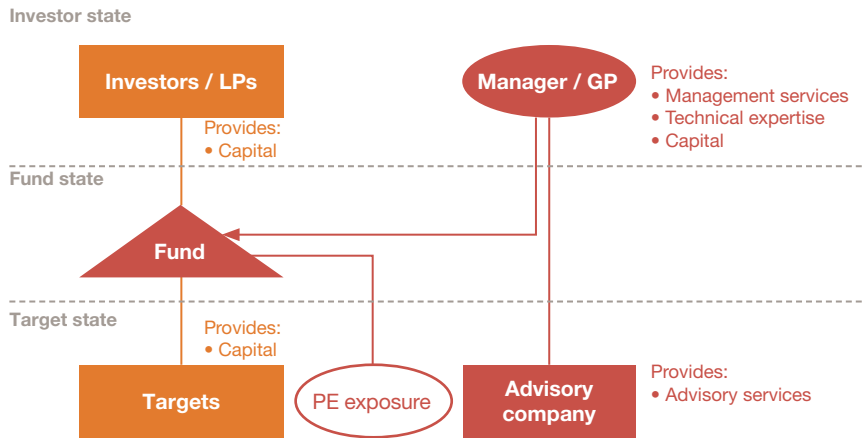 Investor state
Investors / LPs
Manager / GP
Provides:
• Management services
• Technical expertise
• Capital
Provides:
• Capital
Fund state
Fund
Target state
Provides:
• Capital
Targets
PE exposure
Advisory
company
Provides:
• Advisory services